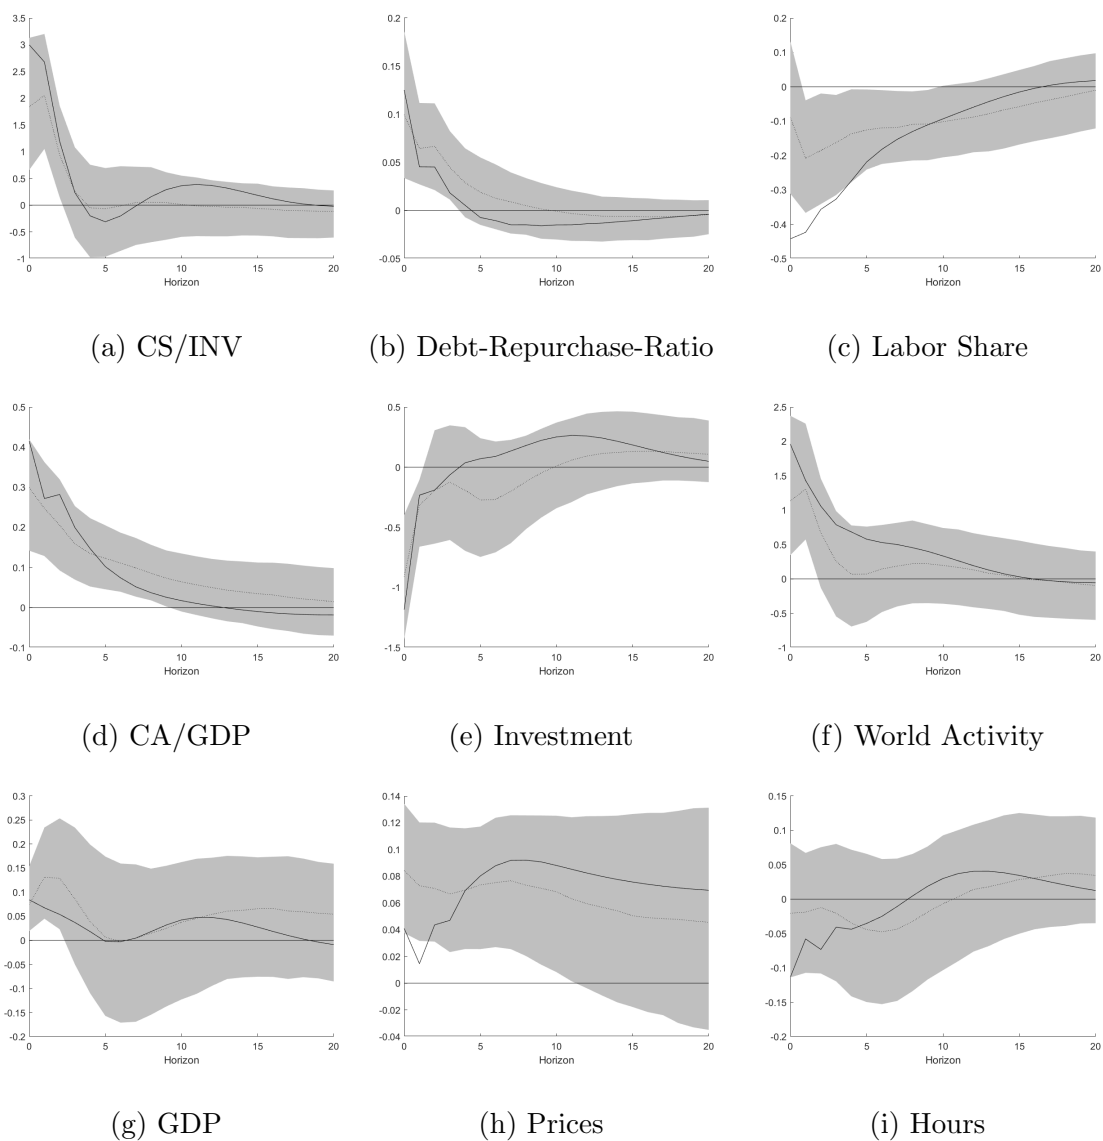 3.5
3
2.5
2
1.5
1
0.5
0
-0.5
-1
0 5 10 15 20
Horizon
(a) CS/INV
0.2
0.15
0.1
0.05
0
-0.05
0 5 10 15 20
Horizon
(b) Debt-Repurchase-Ratio
0.2
0.1
0
-0.1
-0.2
-0.3
-0.4
-0.5
0 5 10 15 20
Horizon
(c) Labor Share
0.5
0.4
0.3
0.2
0.1
0
-0.1
0 5 10 15 20
Horizon
(d) CA/GDP
0.5
0
-0.5
-1
-1.5
0 5 10 15 20
Horizon
(e) Investment
2.5
2
1.5
1
0.5
0
-0.5
-1
0 5 10 15 20
Horizon
(f) World Activity
0.3
0.25
0.2
0.15
0.1
0.05
0
-0.05
-0.1
-0.15
-0.2
0 5 10 15 20
Horizon
(g) GDP
0.14
0.12
0.1
0.08
0.06
0.04
0.02
0
-0.02
-0.04
0 5 10 15 20
Horizon
(h) Prices
0.15
0.1
0.05
0
-0.05
-0.1
-0.15
-0.2
0 5 10 15 20
Horizon
(i) Hours